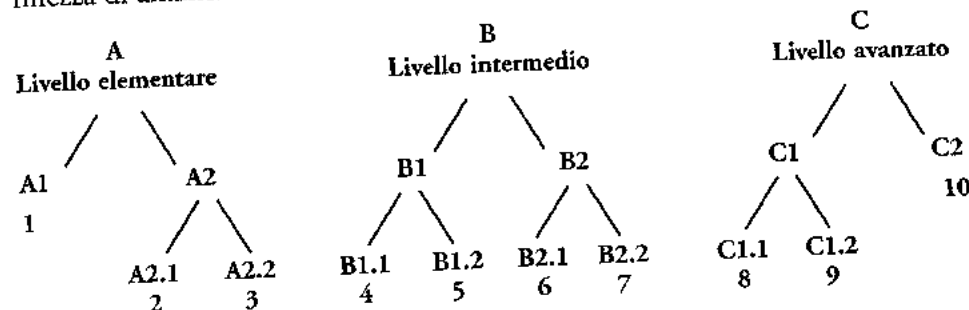 A
Livello elementare
A1
1
A2
A2.1
2
A2.2
3
B
Livello intermedio
B1
B1.1
4
B1.2
5
B2
B2.1
6
B2.2
7
C
Livello avanzato
C1
C1.1
8
C1.2
9
C2
10